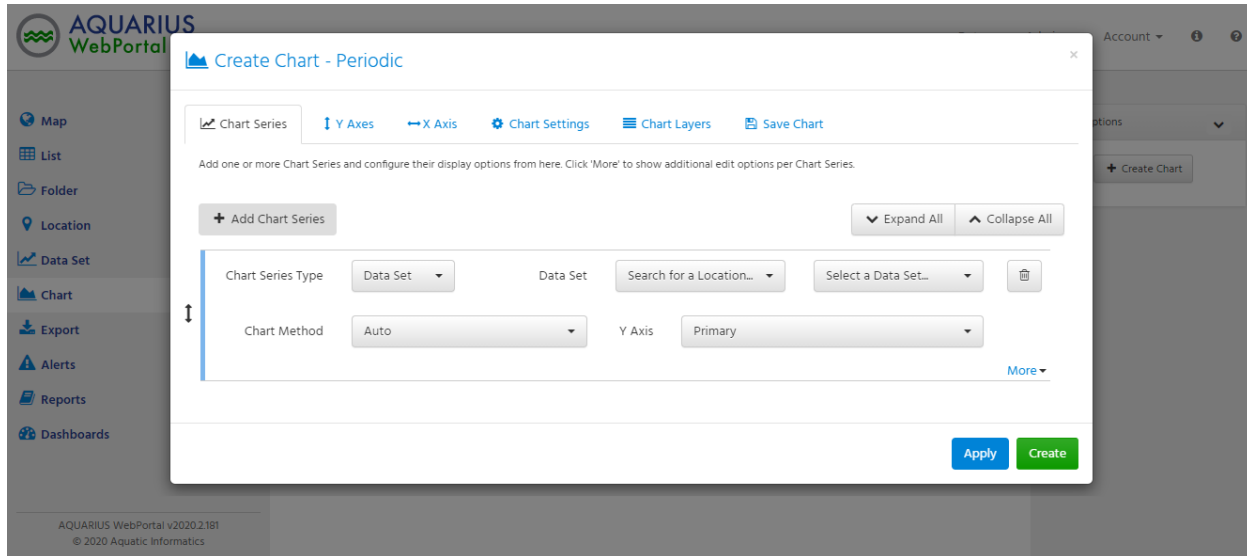 AQUARIUS
WebPortal
Account
Create Chart - Periodic
×
Map
List
Folder
Location
Data Set
Chart
Export
Alerts
Reports
Dashboards
Chart Series Y Axes X Axis Chart Settings Chart Layers Save Chart
Add one or more Chart Series and configure their display options from here. Click 'More' to show additional edit options per Chart Series.
+ Add Chart Series Expand All Collapse All
Chart Series Type Data Set Data Set Search for a Location... Select a Data Set...
Chart Method Auto Y Axis Primary
More
Apply Create
+ Create Chart
AQUARIUS WebPortal v2020.2.181
© 2020 Aquatic Informatics